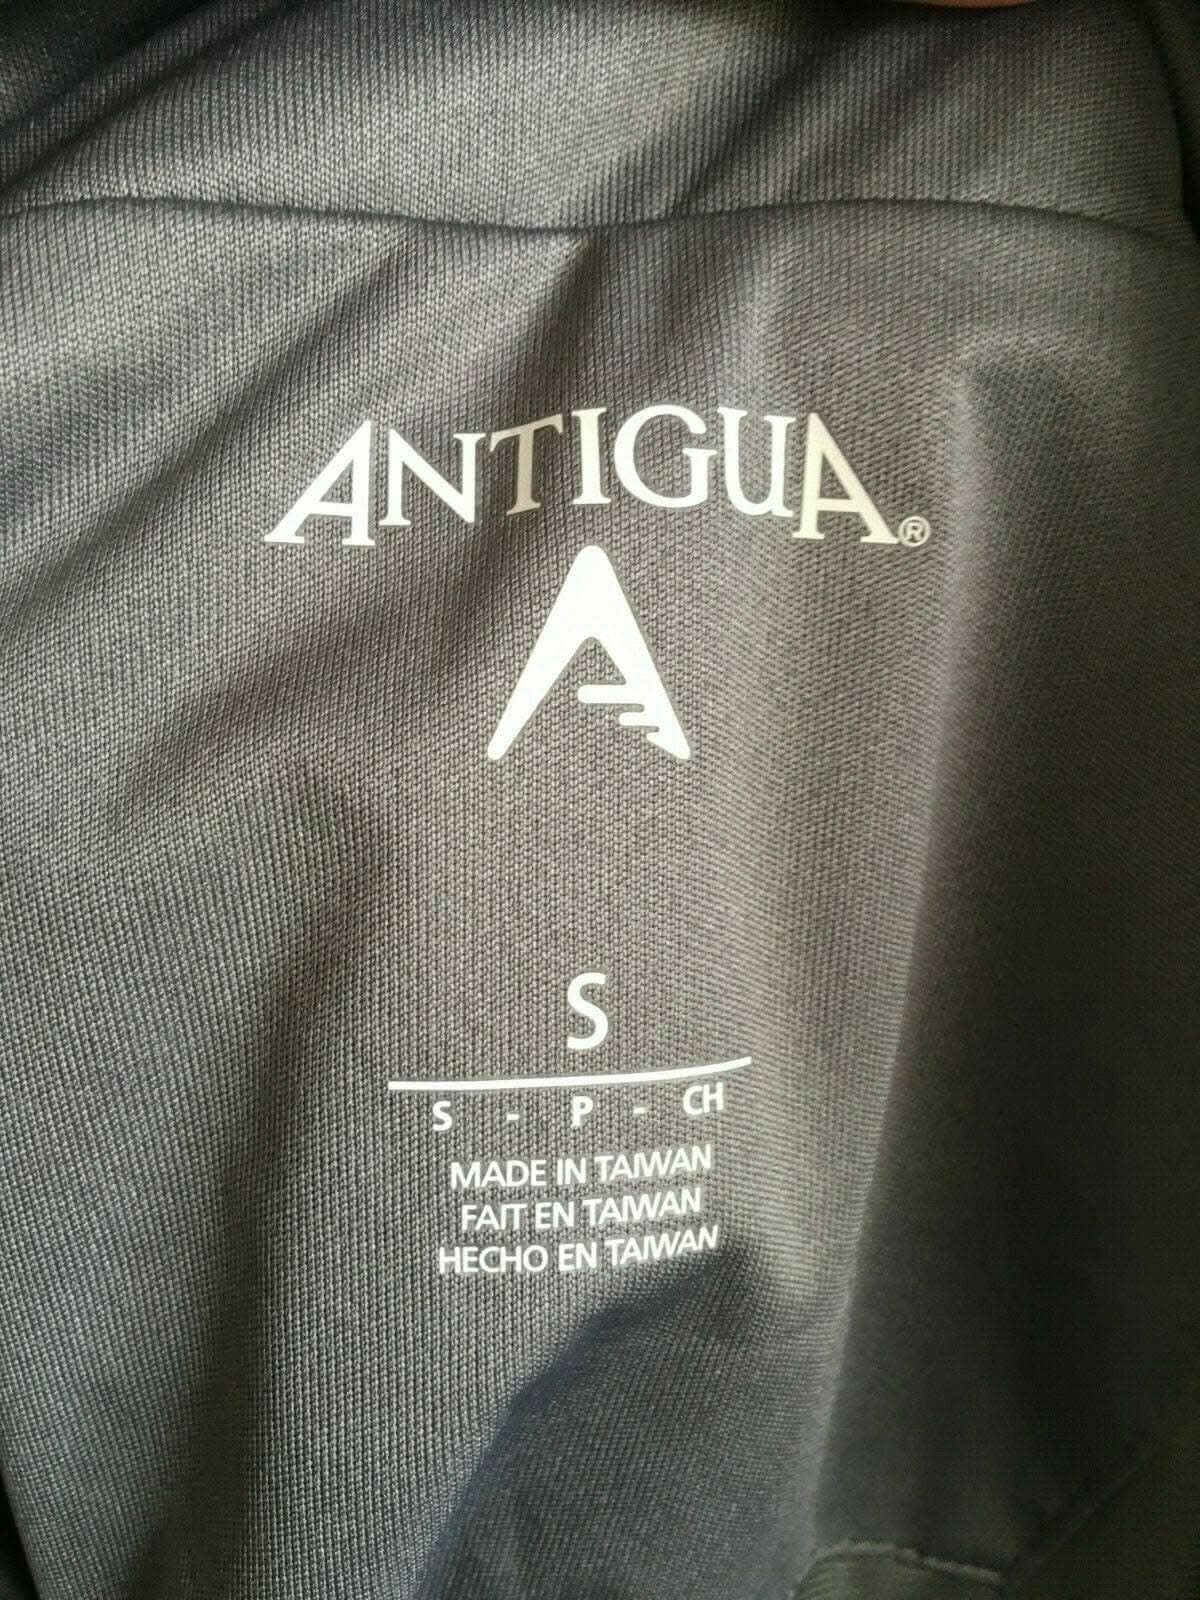 ANTIGUA®
S
S - P - CH
MADE IN TAIWAN
FAIT EN TAIWAN
HECHO EN TAIWAN